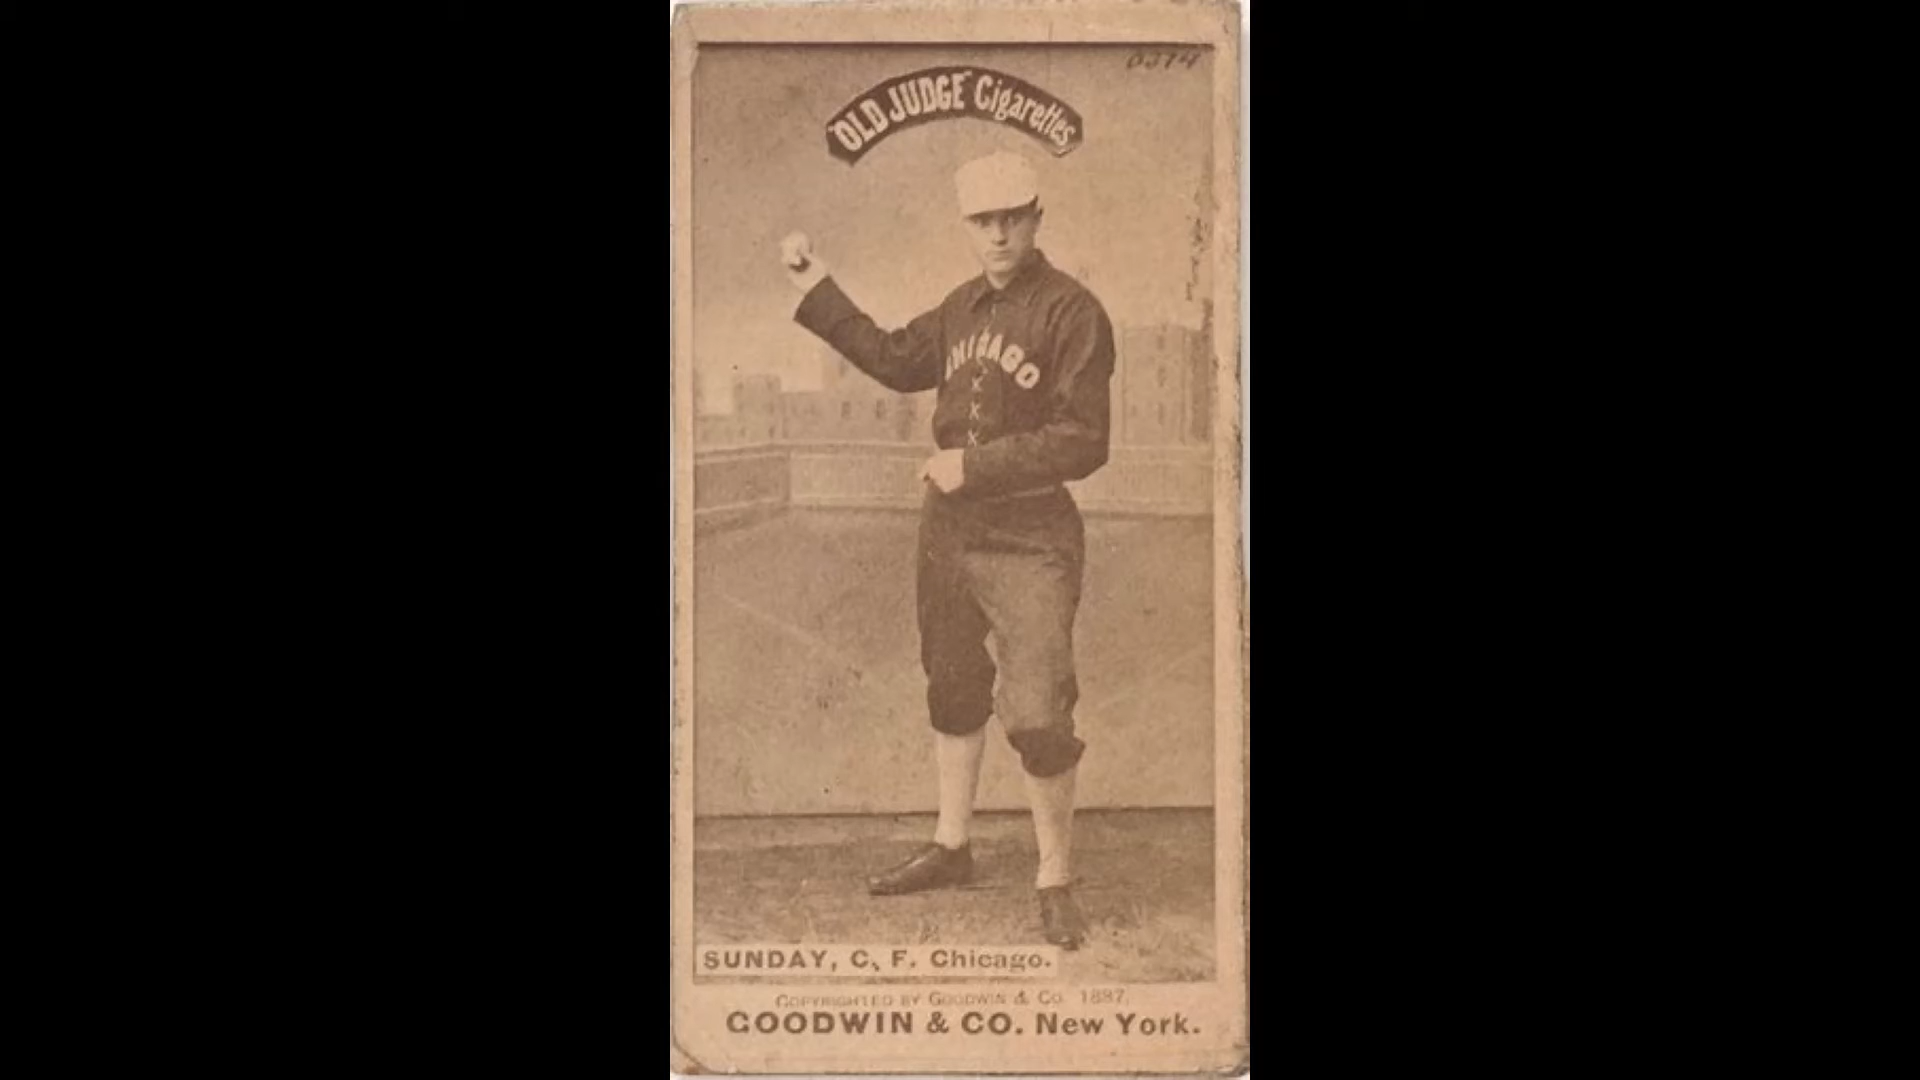 0374
"OLD JUDGE" Cigarettes
CHICAGO
SUNDAY, C, F. Chicago.
COPYRIGHTED BY GOODWIN & CO. 1887.
GOODWIN & CO. New York.